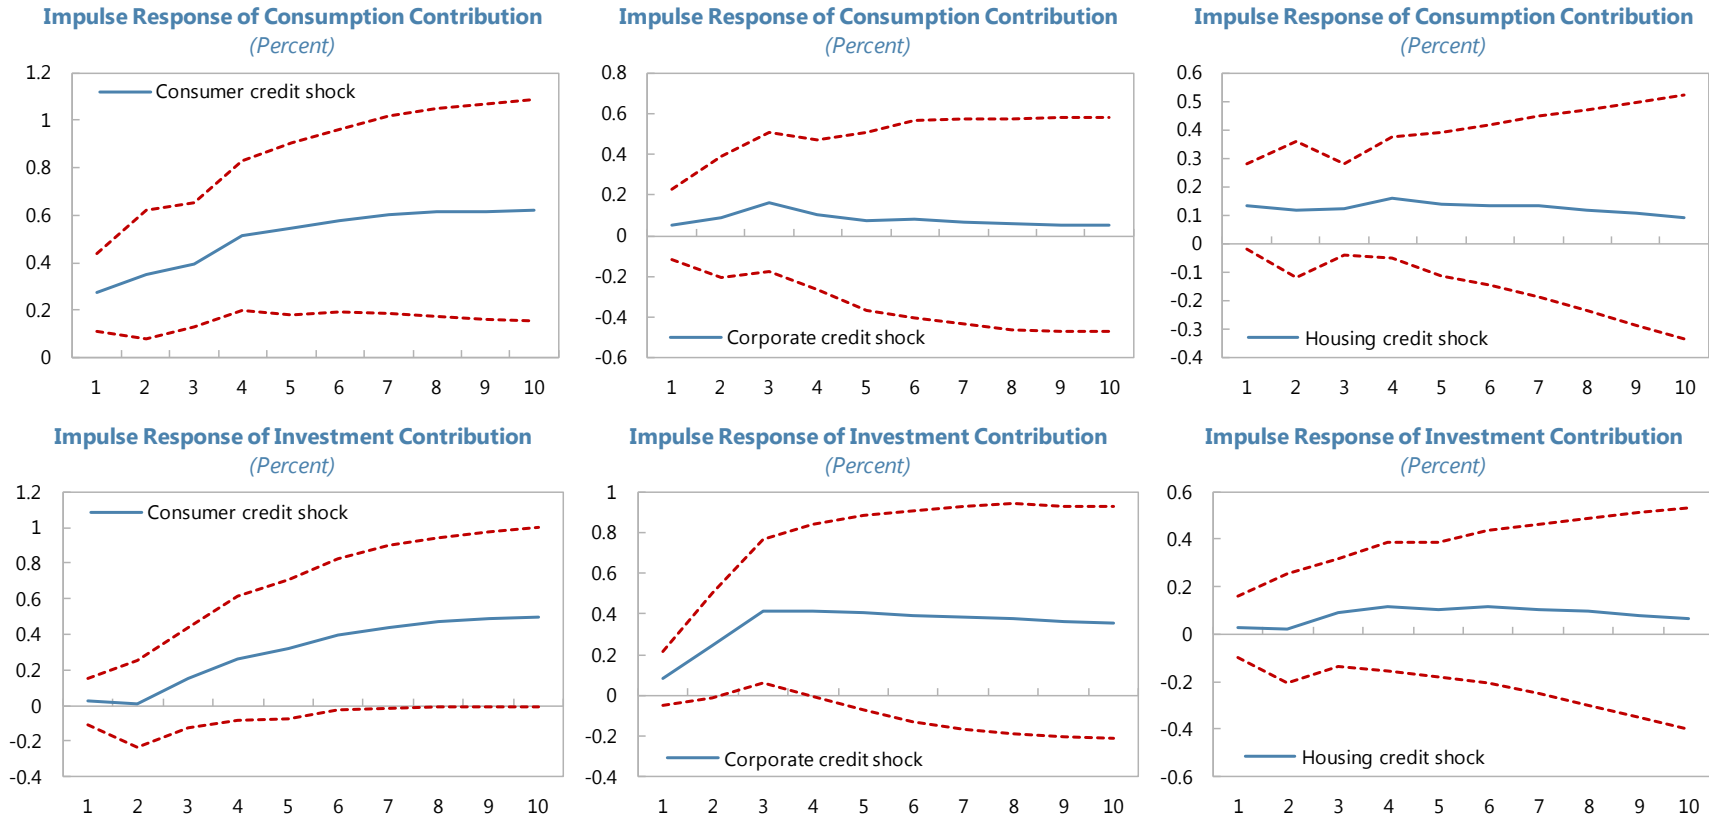 Impulse Response of Consumption Contribution
(Percent)
1.2
1
0.8
0.6
0.4
0.2
0
Consumer credit shock
1 2 3 4 5 6 7 8 9 10
Impulse Response of Consumption Contribution
(Percent)
0.8
0.6
0.4
0.2
0
-0.2
-0.4
-0.6
Corporate credit shock
1 2 3 4 5 6 7 8 9 10
Impulse Response of Consumption Contribution
(Percent)
0.6
0.5
0.4
0.3
0.2
0.1
0
-0.1
-0.2
-0.3
-0.4
Housing credit shock
1 2 3 4 5 6 7 8 9 10
Impulse Response of Investment Contribution
(Percent)
1.2
1
0.8
0.6
0.4
0.2
0
-0.2
-0.4
Consumer credit shock
1 2 3 4 5 6 7 8 9 10
Impulse Response of Investment Contribution
(Percent)
1
0.8
0.6
0.4
0.2
0
-0.2
-0.4
Corporate credit shock
1 2 3 4 5 6 7 8 9 10
Impulse Response of Investment Contribution
(Percent)
0.6
0.4
0.2
0
-0.2
-0.4
-0.6
Housing credit shock
1 2 3 4 5 6 7 8 9 10